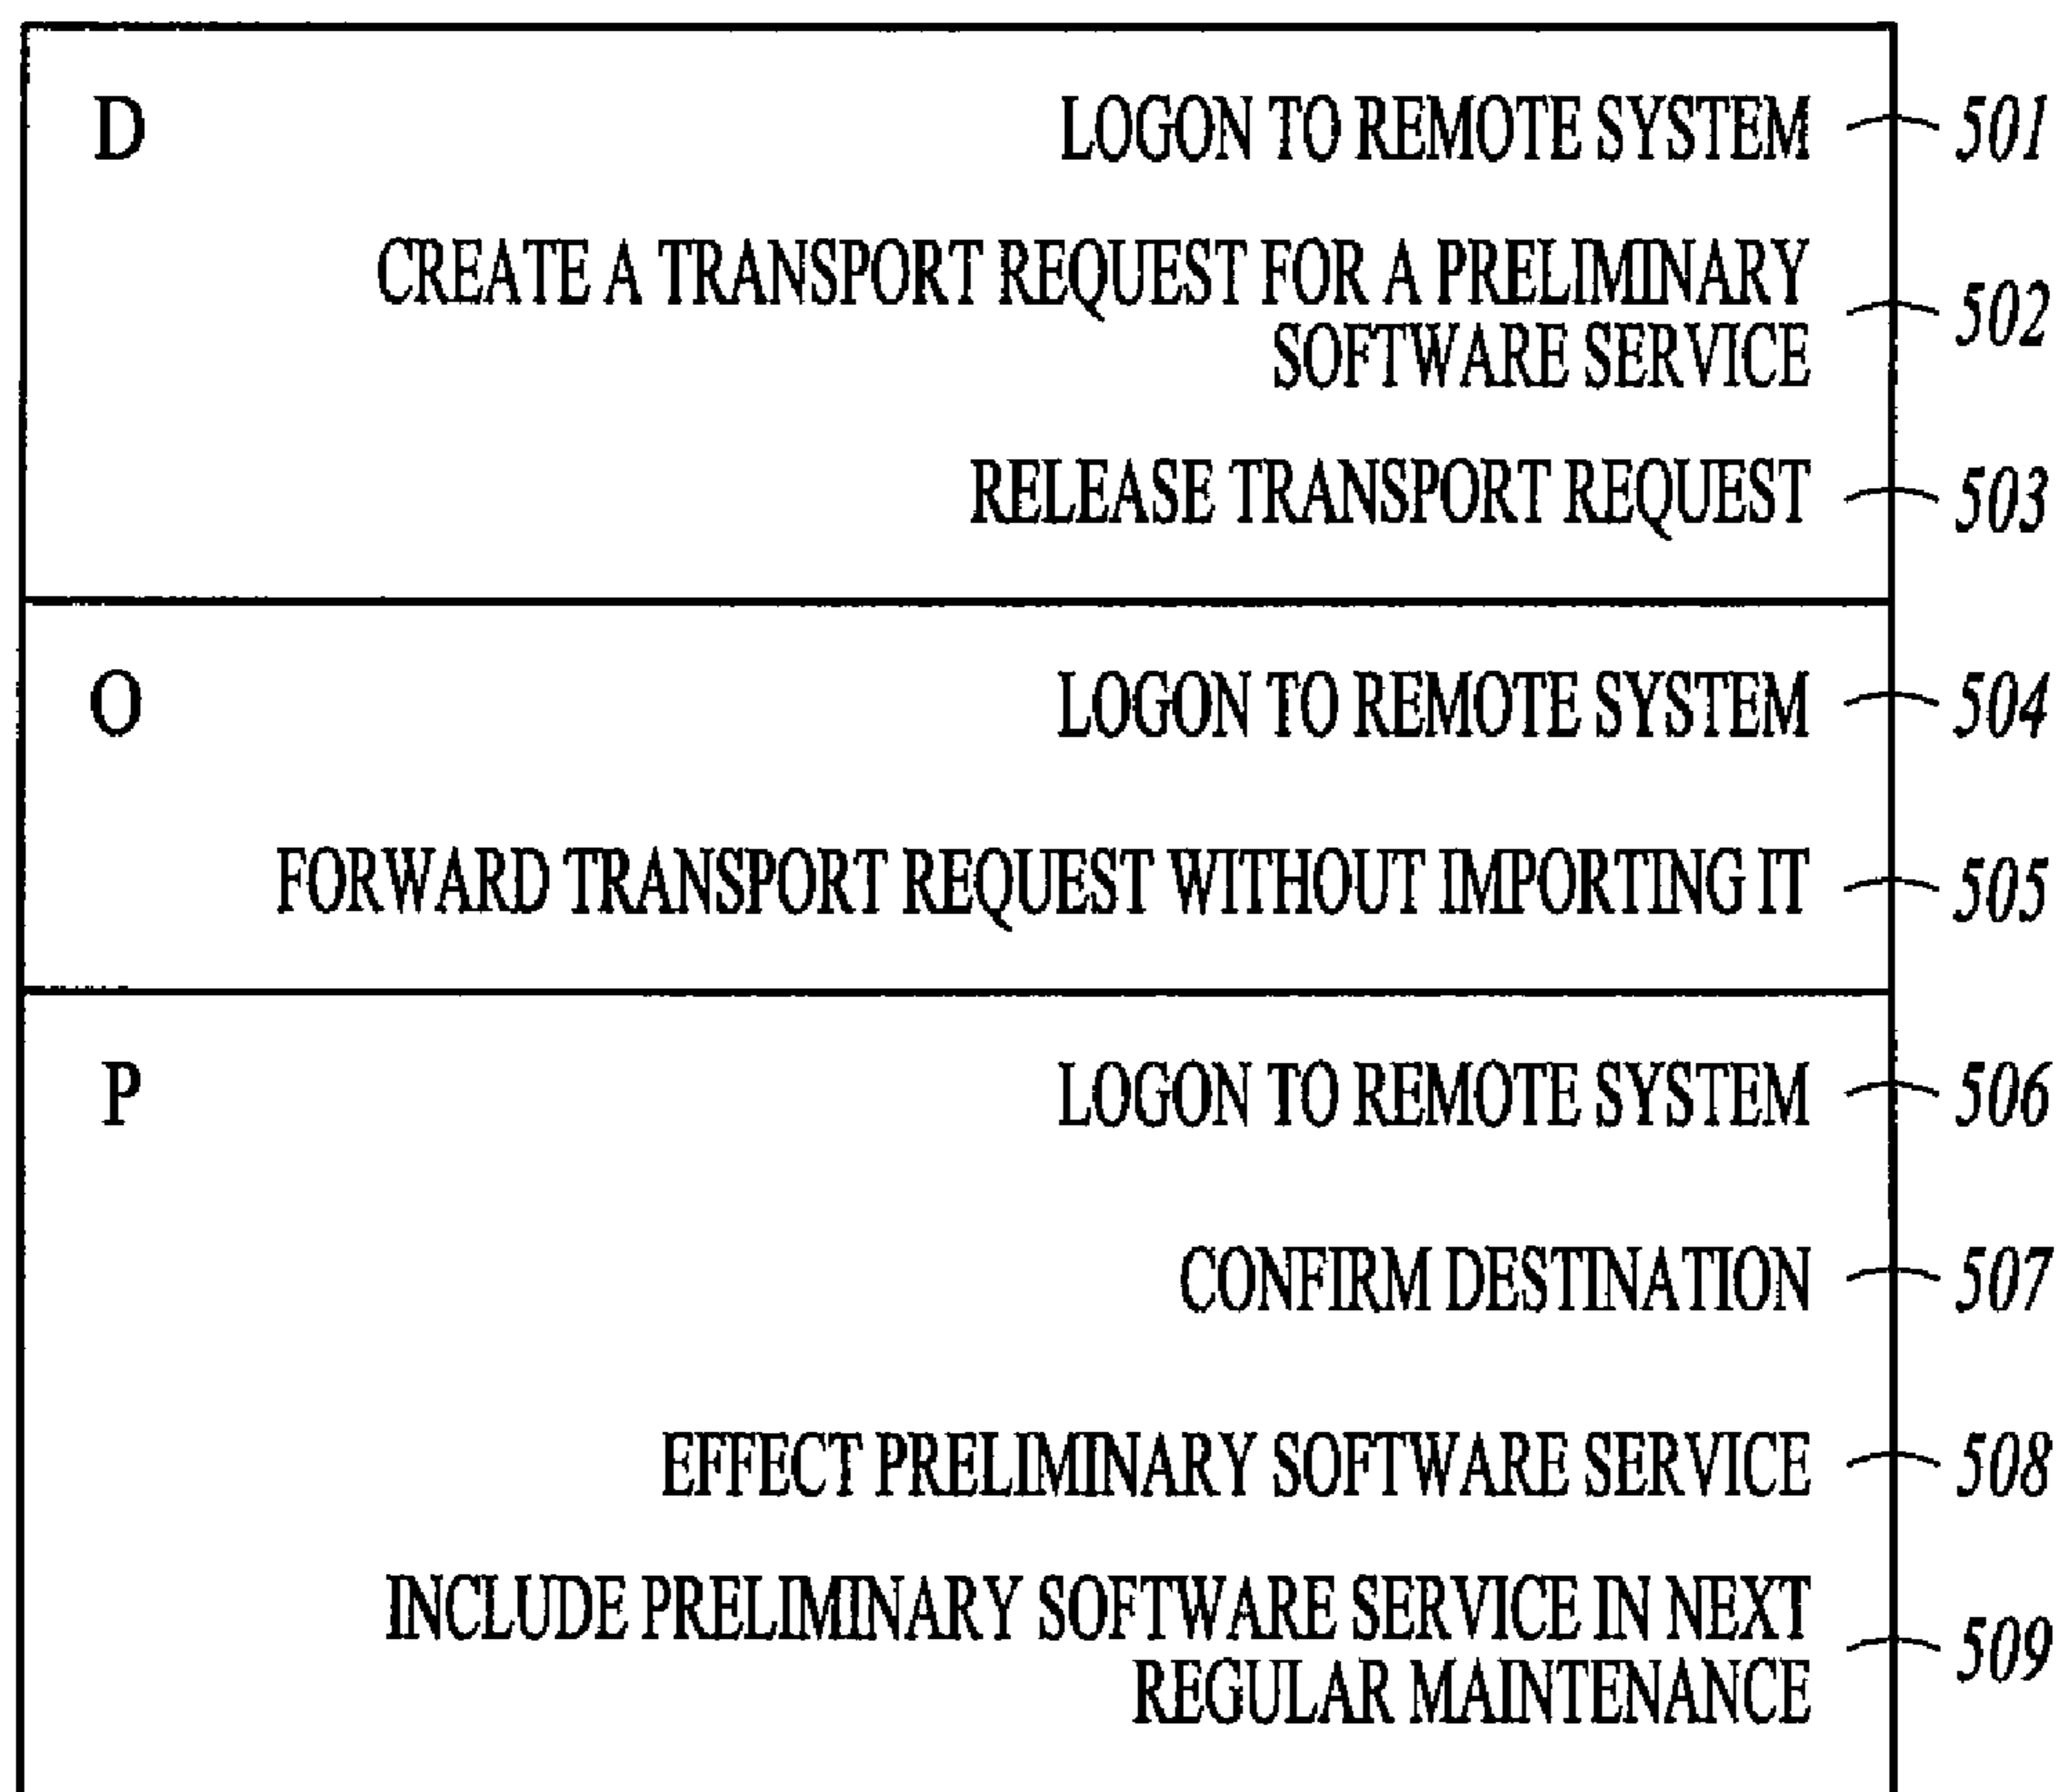 D LOGON TO REMOTE SYSTEM 501
CREATE A TRANSPORT REQUEST FOR A PRELIMINARY
SOFTWARE SERVICE 502
RELEASE TRANSPORT REQUEST 503
O LOGON TO REMOTE SYSTEM 504
FORWARD TRANSPORT REQUEST WITHOUT IMPORTING IT 505
P LOGON TO REMOTE SYSTEM 506
CONFIRM DESTINATION 507
EFFECT PRELIMINARY SOFTWARE SERVICE 508
INCLUDE PRELIMINARY SOFTWARE SERVICE IN NEXT
REGULAR MAINTENANCE 509